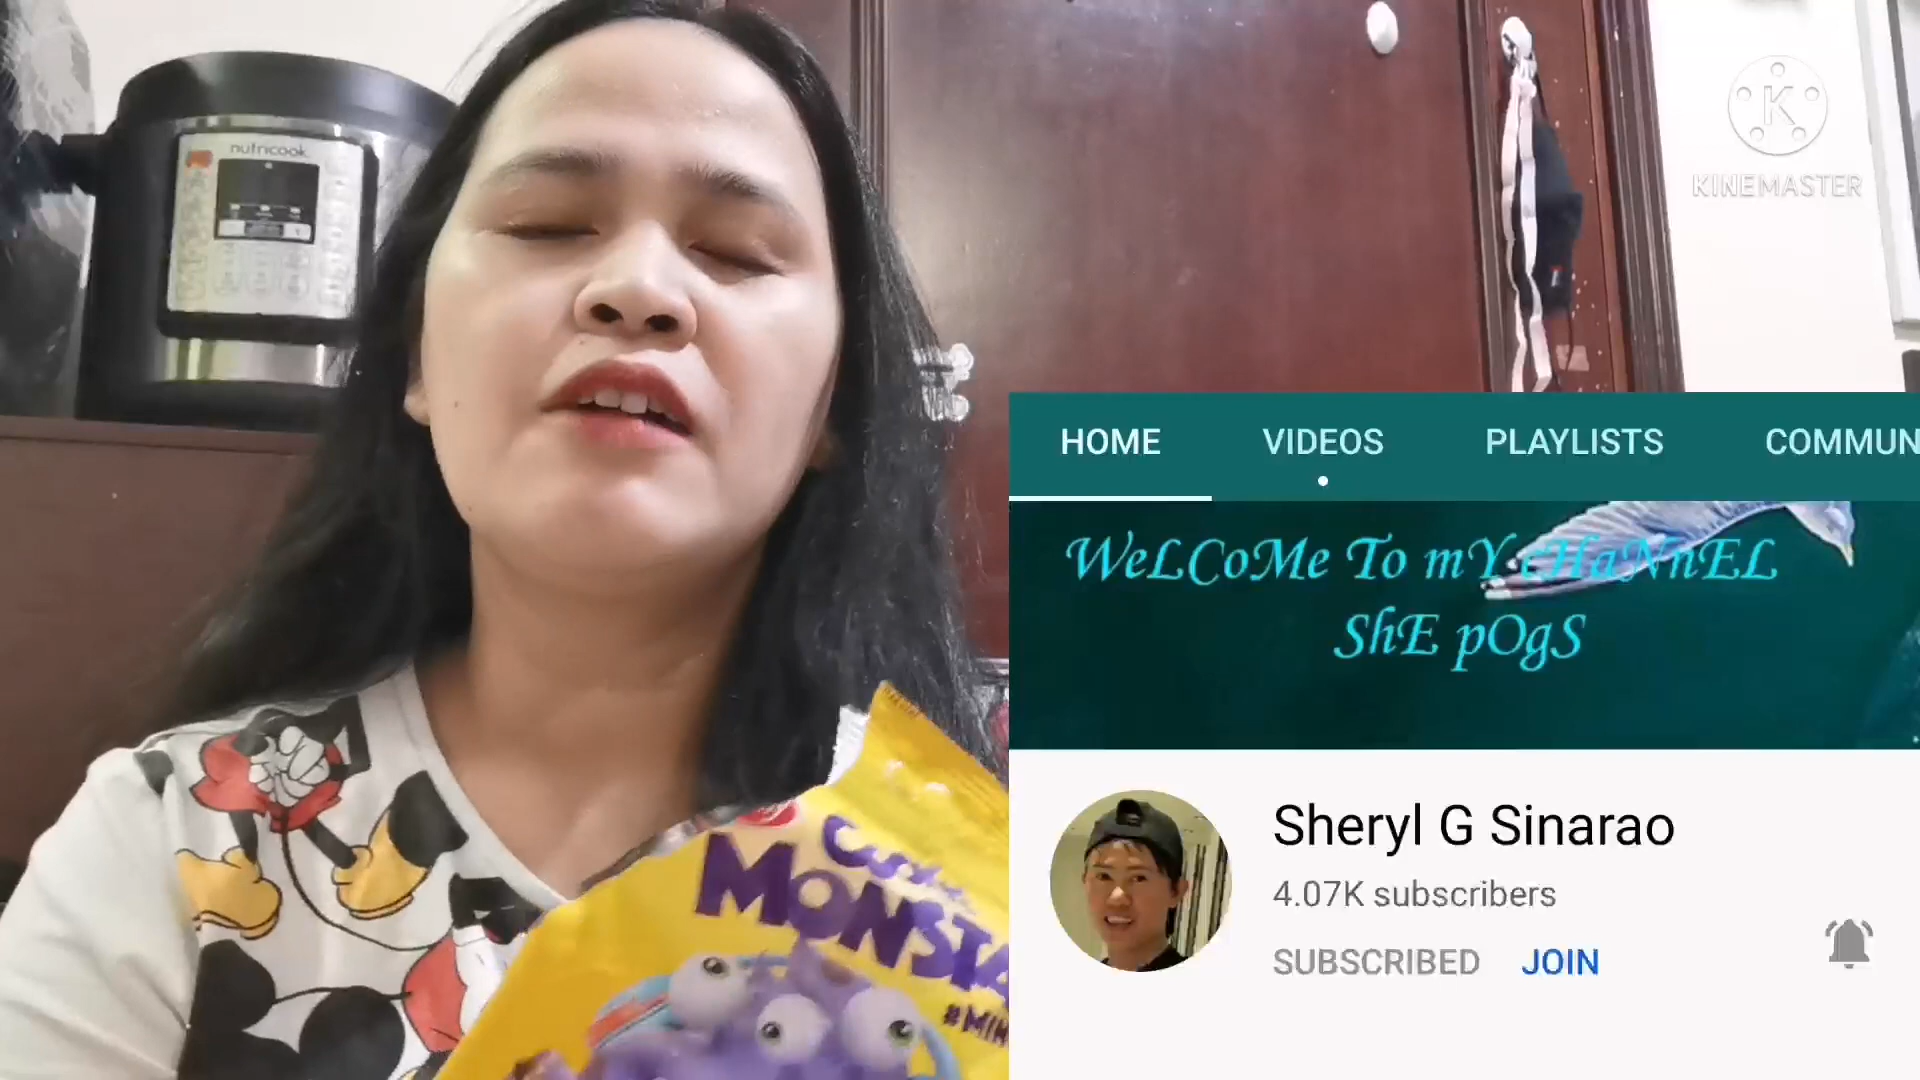 nutricook
KINEMASTER
HOME VIDEOS PLAYLISTS COMMUN
WeLCoMe To mY cHaNnEL
ShE pOgS
Sheryl G Sinarao
4.07K subscribers
SUBSCRIBED JOIN
MONST